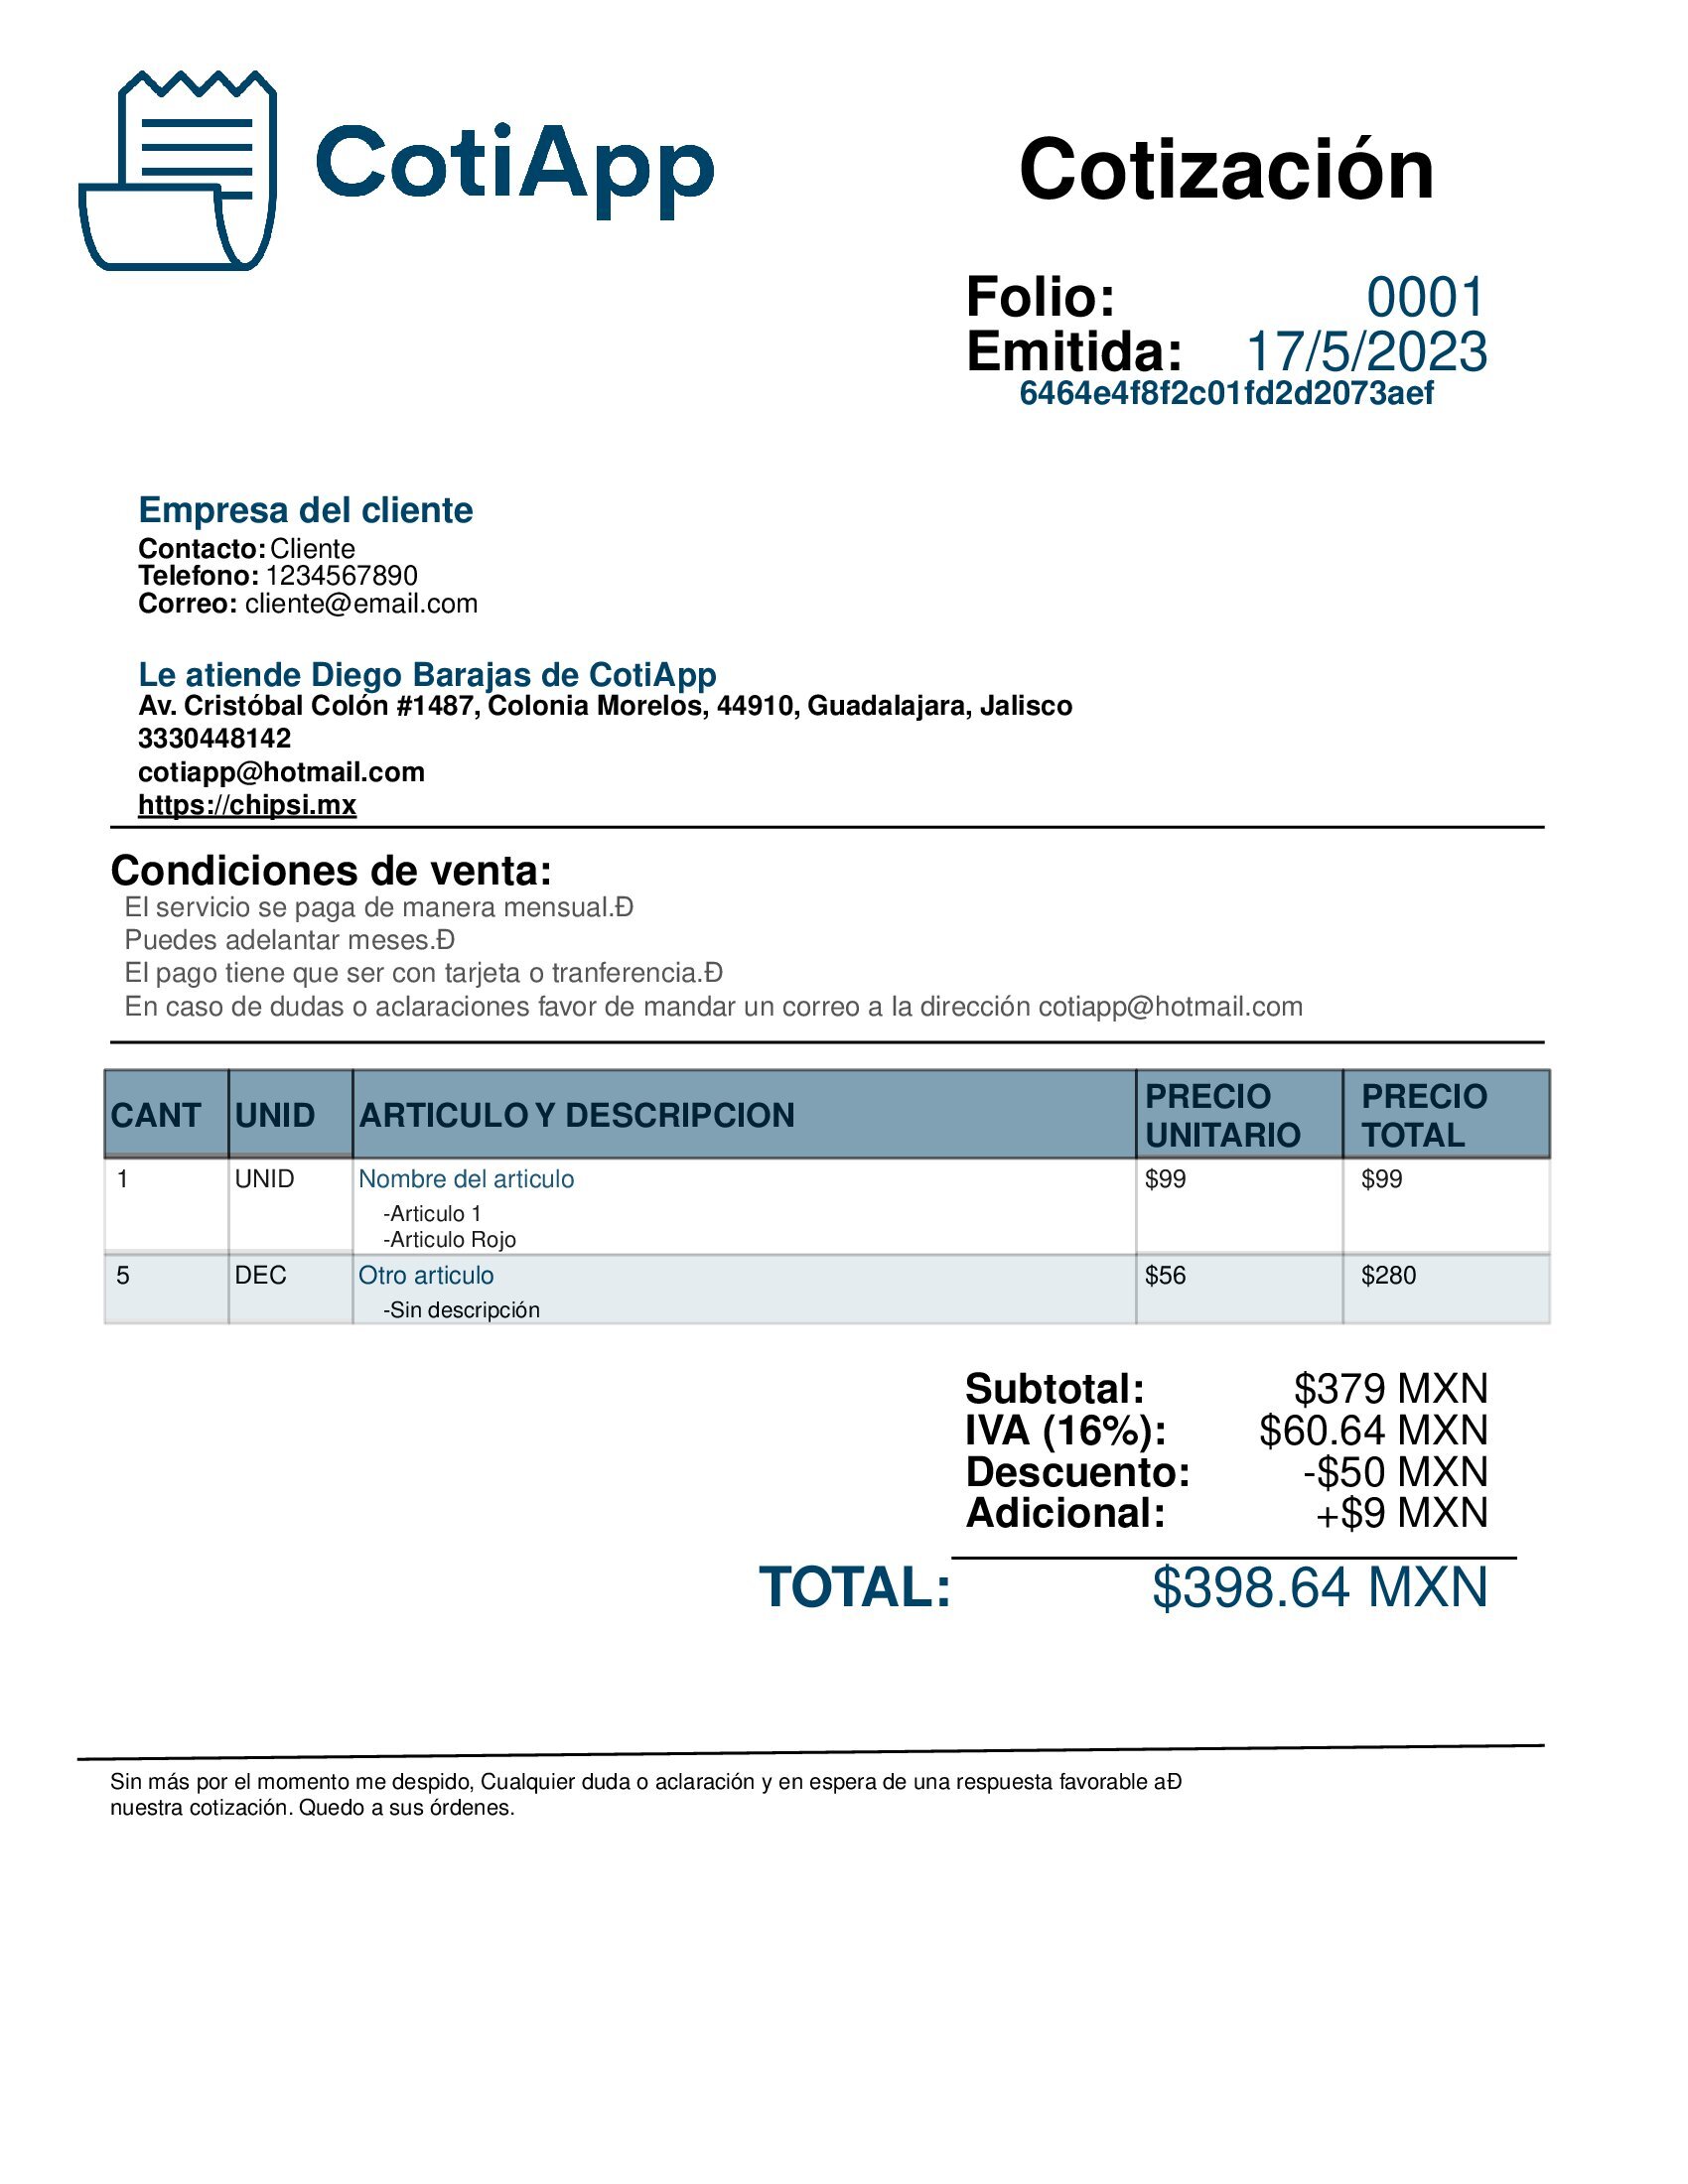 CotiApp
Cotización
Folio: 0001
Emitida: 17/5/2023
6464e4f8f2c01fd2d2073aef
Empresa del cliente
Contacto: Cliente
Telefono: 1234567890
Correo: cliente@email.com
Le atiende Diego Barajas de CotiApp
Av. Cristóbal Colón #1487, Colonia Morelos, 44910, Guadalajara, Jalisco
3330448142
cotiapp@hotmail.com
https://chipsi.mx
Condiciones de venta:
El servicio se paga de manera mensual.Ð
Puedes adelantar meses.Ð
El pago tiene que ser con tarjeta o tranferencia.Ð
En caso de dudas o aclaraciones favor de mandar un correo a la dirección cotiapp@hotmail.com
CANT UNID ARTICULO Y DESCRIPCION PRECIO UNITARIO PRECIO TOTAL
1 UNID Nombre del articulo $99 $99
-Articulo 1
-Articulo Rojo
5 DEC Otro articulo $56 $280
-Sin descripción
Subtotal: $379 MXN
IVA (16%): $60.64 MXN
Descuento: -$50 MXN
Adicional: +$9 MXN
TOTAL: $398.64 MXN
Sin más por el momento me despido, Cualquier duda o aclaración y en espera de una respuesta favorable aÐ
nuestra cotización. Quedo a sus órdenes.